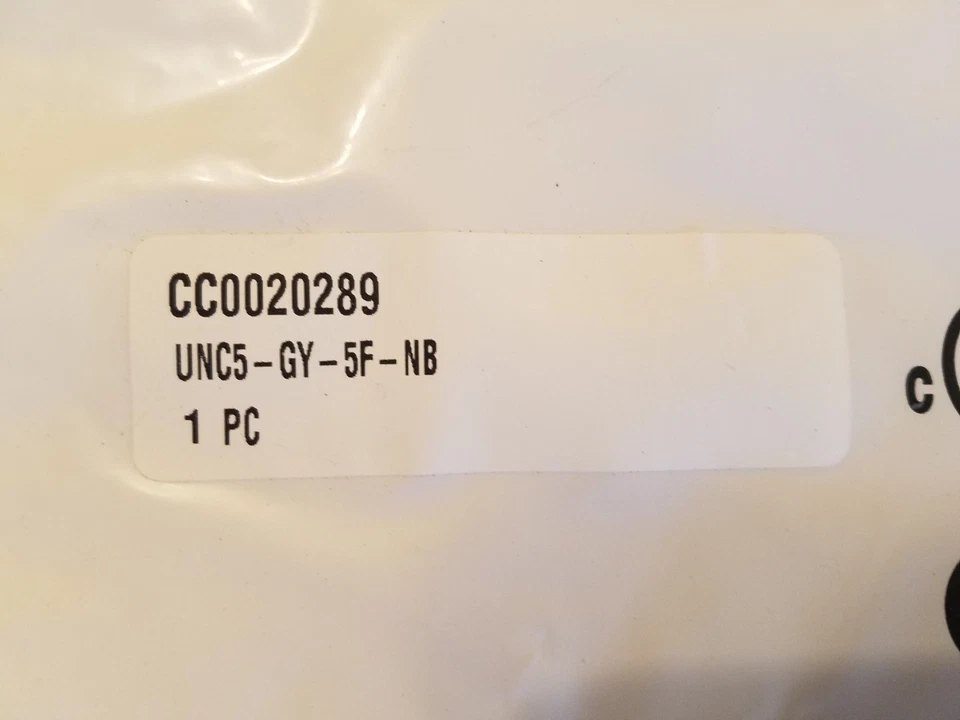 CC0020289
UNC5-GY-5F-NB
1 PC
C